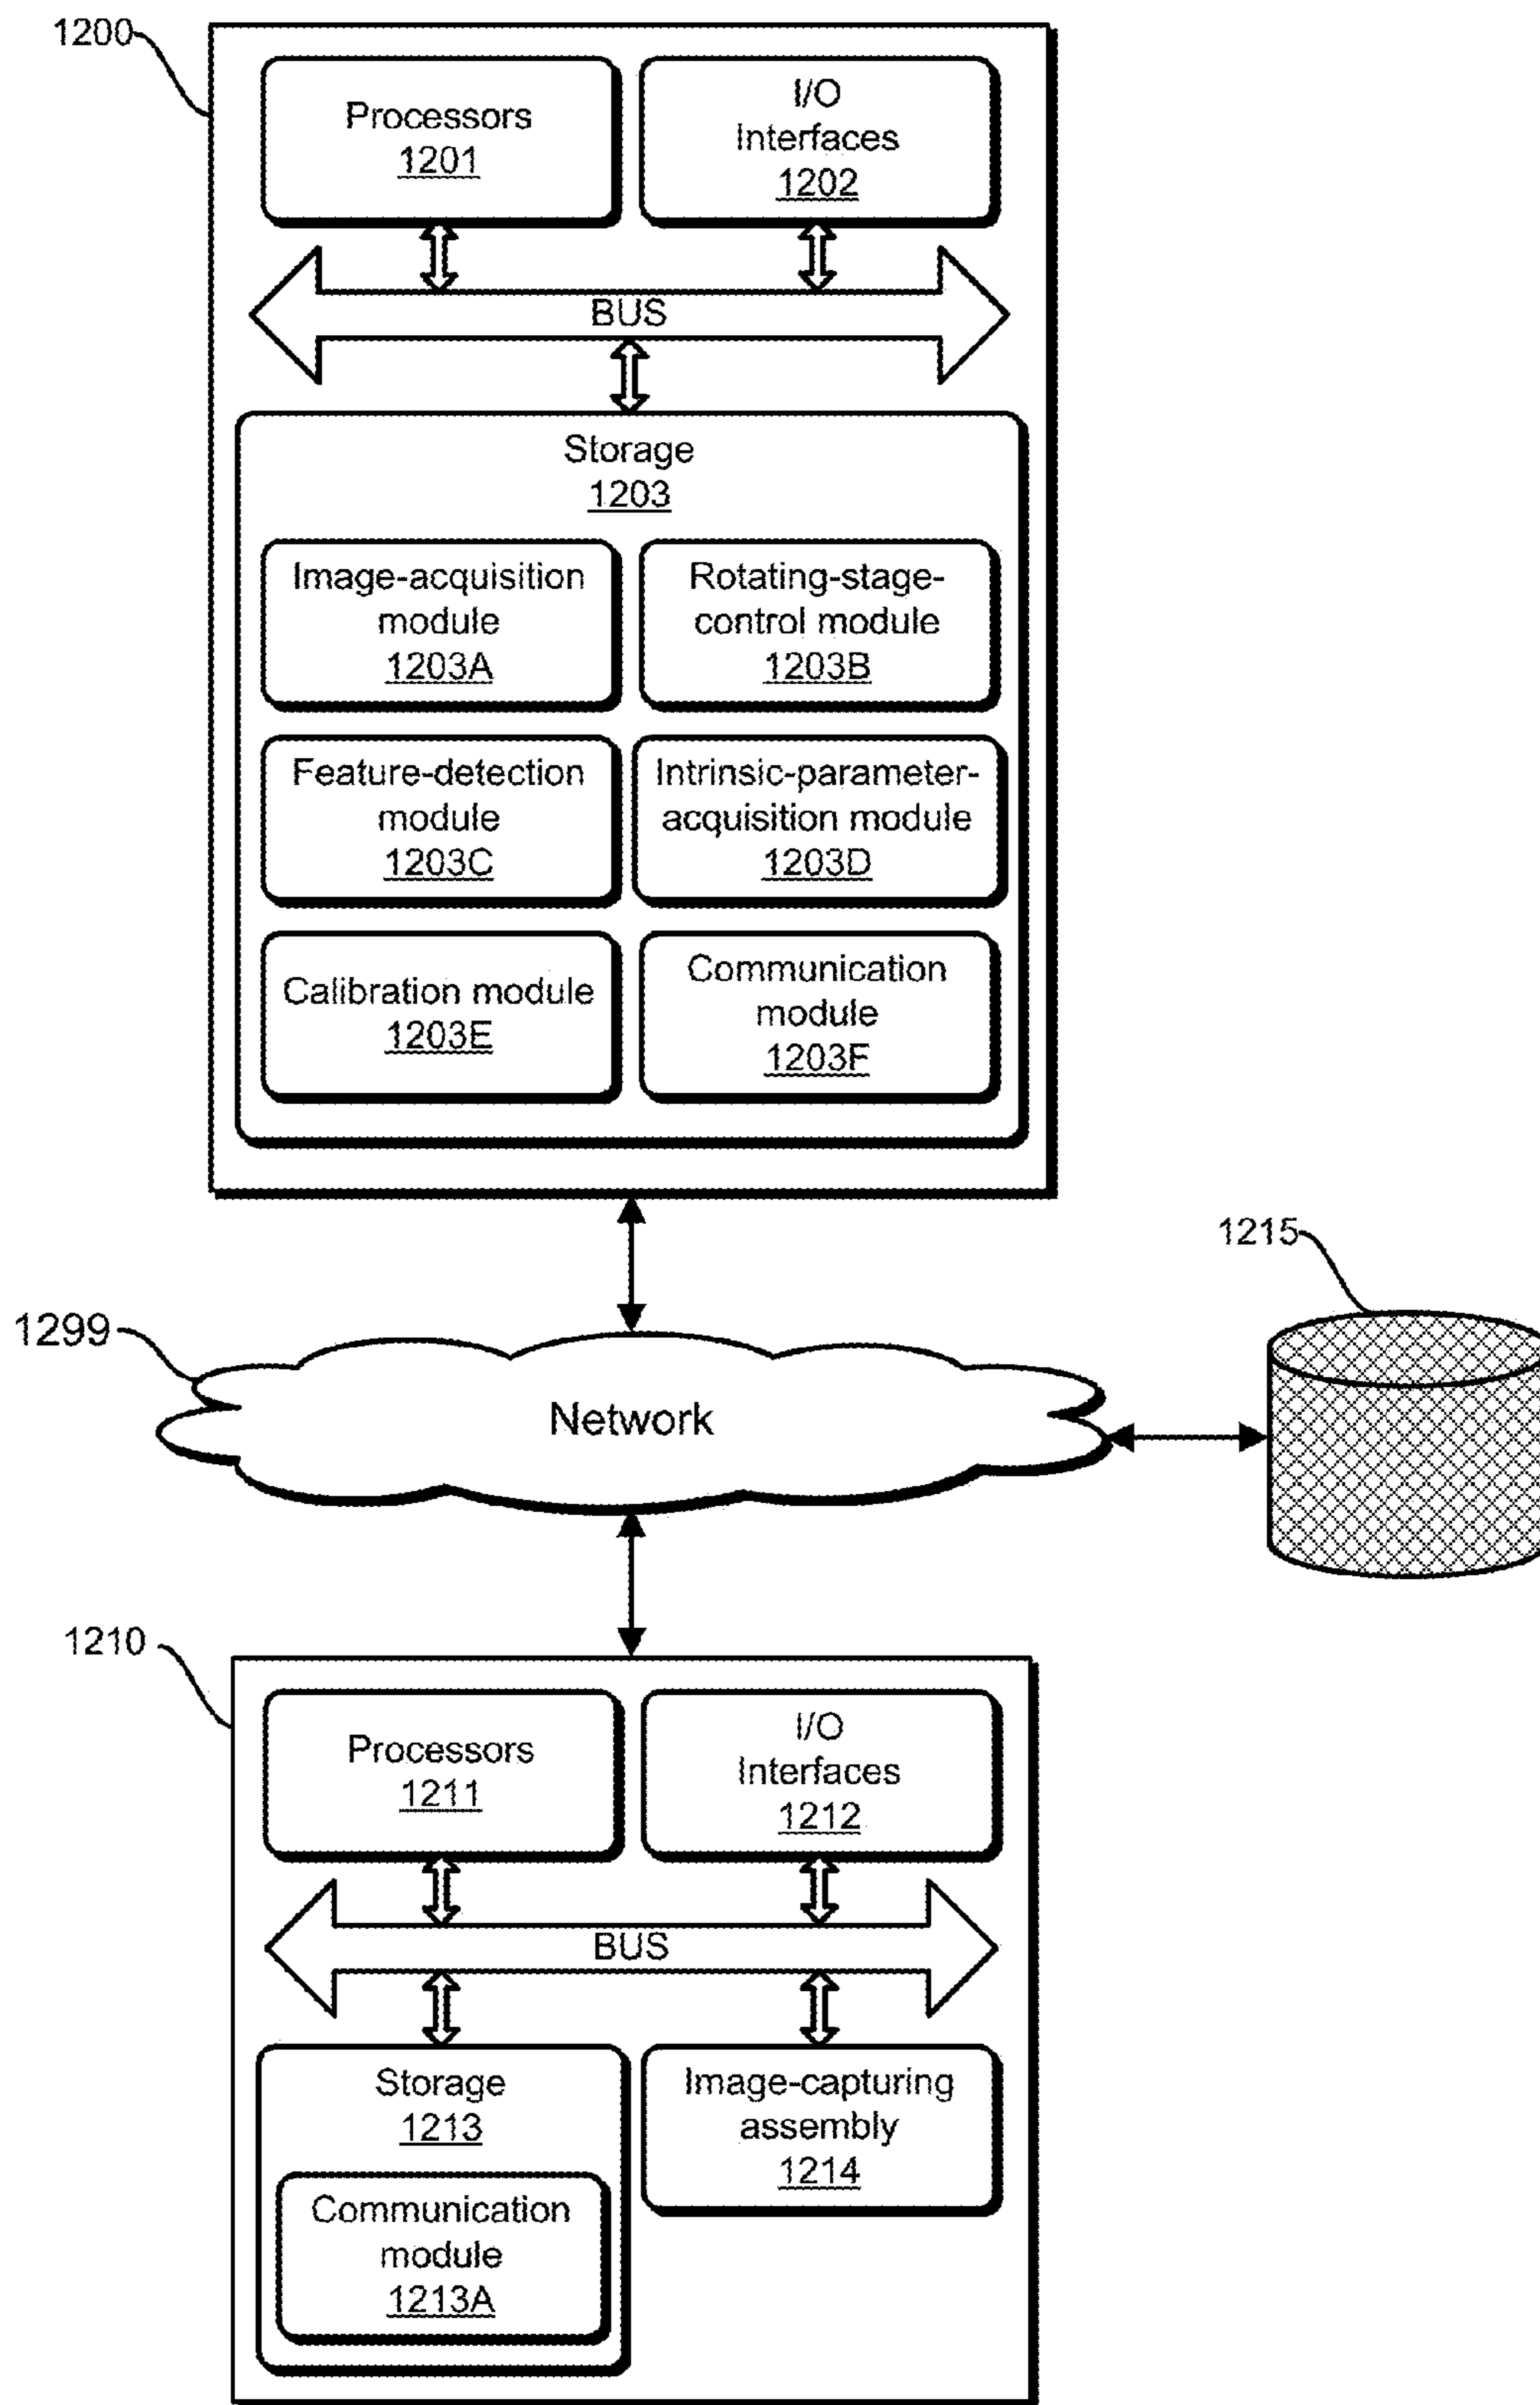 1200
Processors
1201
I/O
Interfaces
1202
BUS
Storage
1203
Image-acquisition
module
1203A
Rotating-stage-
control module
1203B
Feature-detection
module
1203C
Intrinsic-parameter-
acquisition module
1203D
Calibration module
1203E
Communication
module
1203F
1215
1299
Network
1210
Processors
1211
I/O
Interfaces
1212
BUS
Storage
1213
Communication
module
1213A
Image-capturing
assembly
1214